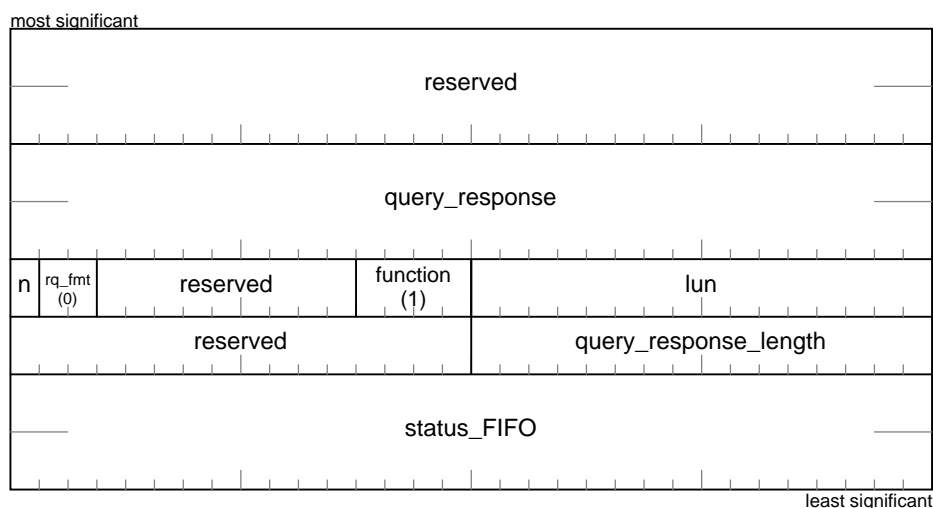 most significant
reserved
query_response
n
rq_fmt
(0)
reserved
function
(1)
lun
reserved
query_response_length
status_FIFO
least significant